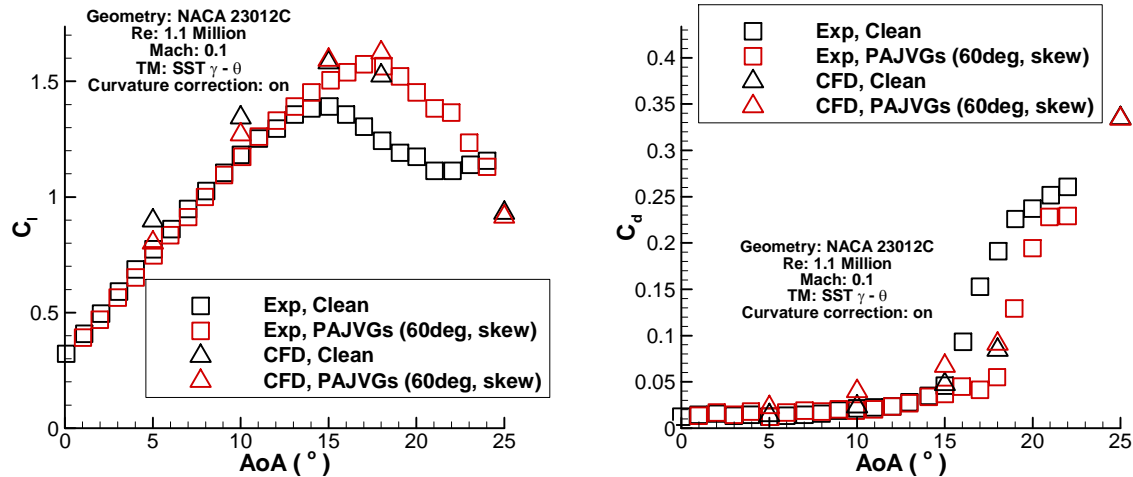 Geometry: NACA 23012C
Re: 1.1 Million
Mach: 0.1
TM: SST γ - θ
Curvature correction: on
1.5
1
0.5
0
C_l
0 5 10 15 20 25
AoA ( ° )
Exp, Clean
Exp, PAJVGs (60deg, skew)
CFD, Clean
CFD, PAJVGs (60deg, skew)
Exp, Clean
Exp, PAJVGs (60deg, skew)
CFD, Clean
CFD, PAJVGs (60deg, skew)
0.4
0.35
0.3
0.25
0.2
0.15
0.1
0.05
0
C_d
Geometry: NACA 23012C
Re: 1.1 Million
Mach: 0.1
TM: SST γ - θ
Curvature correction: on
0 5 10 15 20 25
AoA ( ° )